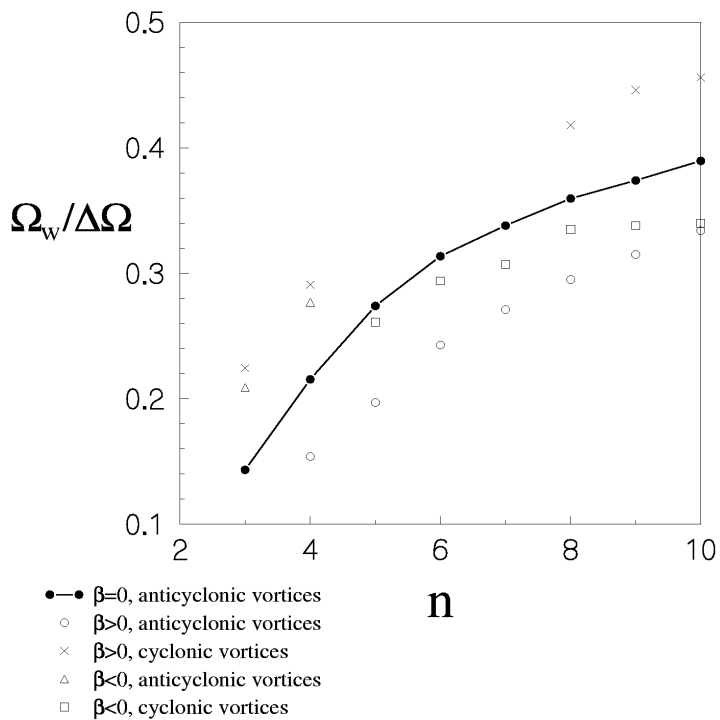 0.5
0.4
Ωw/ΔΩ
0.3
0.2
0.1
2 4 6 8 10
n
β=0, anticyclonic vortices
β>0, anticyclonic vortices
β>0, cyclonic vortices
β<0, anticyclonic vortices
β<0, cyclonic vortices